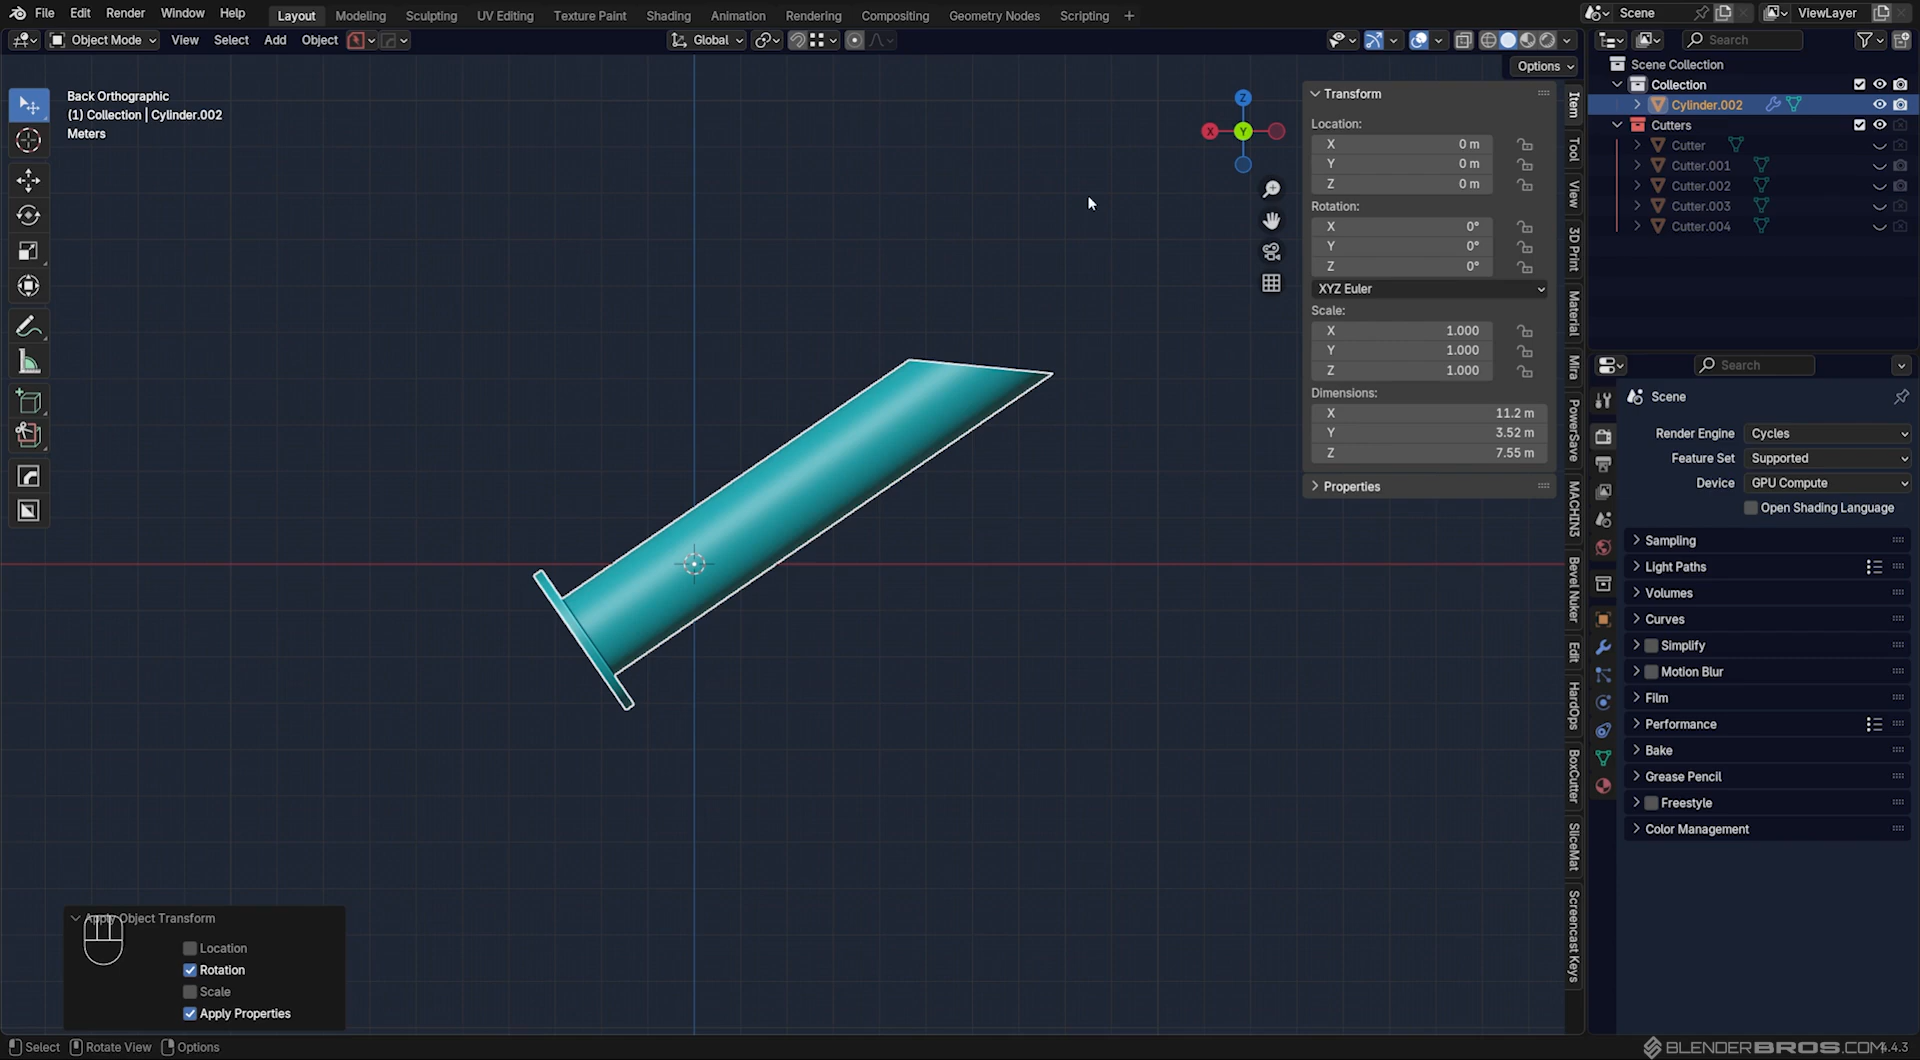 File Edit Render Window Help Layout Modeling Sculpting UV Editing Texture Paint Shading Animation Rendering Compositing Geometry Nodes Scripting + Scene ViewLayer
Object Mode View Select Add Object Global Search
Options
Back Orthographic
(1) Collection | Cylinder.002
Meters
Z
X
Y
Transform
Location:
X 0 m
Y 0 m
Z 0 m
Rotation:
X 0°
Y 0°
Z 0°
XYZ Euler
Scale:
X 1.000
Y 1.000
Z 1.000
Dimensions:
X 11.2 m
Y 3.52 m
Z 7.55 m
Properties
Item
Tool
View
3D Print
Material
Mira
PowerSave
MACHIN3
Bevel Nuker
Edit
HardOps
BoxCutter
SliceMat
Screencast Keys
Scene Collection
Collection
Cylinder.002
Cutters
Cutter
Cutter.001
Cutter.002
Cutter.003
Cutter.004
Search
Scene
Render Engine Cycles
Feature Set Supported
Device GPU Compute
Open Shading Language
Sampling
Light Paths
Volumes
Curves
Simplify
Motion Blur
Film
Performance
Bake
Grease Pencil
Freestyle
Color Management
Apply Object Transform
Location
Rotation
Scale
Apply Properties
Select Rotate View Options
BLENDERBROS.COM 4.4.3